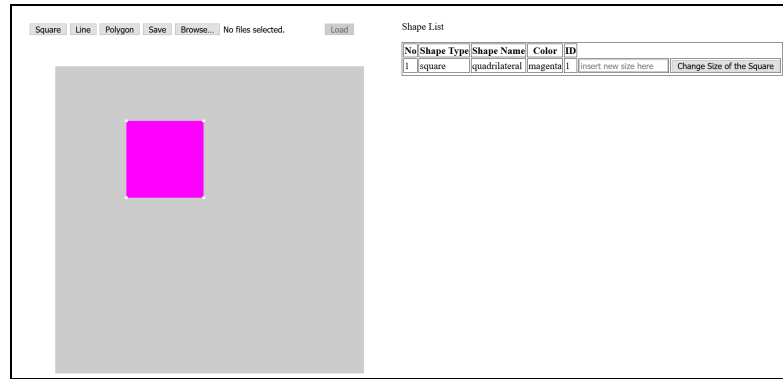 Square Line Polygon Save Browse... No files selected. Load
Shape List
No Shape Type Shape Name Color ID
1 square quadrilateral magenta 1 insert new size here Change Size of the Square